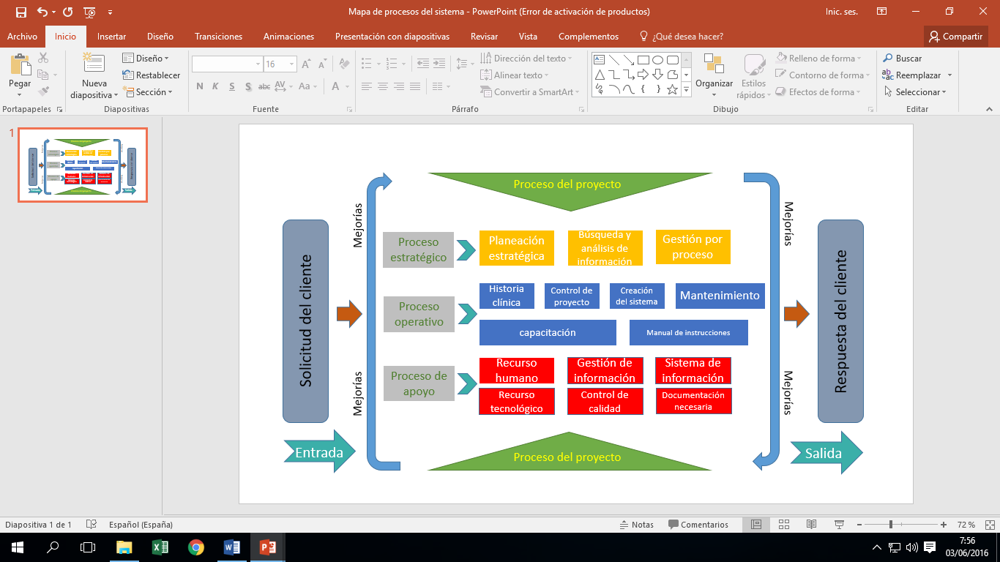 Mapa de procesos del sistema - PowerPoint (Error de activación de productos)
Inic. ses.
Archivo Inicio Insertar Diseño Transiciones Animaciones Presentación con diapositivas Revisar Vista Complementos ¿Qué desea hacer? Compartir
Pegar
Portapapeles
Nueva
diapositiva
Diseño
Restablecer
Sección
Diapositivas
16
N K S S abc AV Aa A
Fuente
Dirección del texto
Alinear texto
Convertir a SmartArt
Párrafo
Organizar
Estilos
rápidos
Relleno de forma
Contorno de forma
Efectos de forma
Dibujo
Buscar
Reemplazar
Seleccionar
Editar
1
Proceso del proyecto
Mejorías
Mejorías
Solicitud del cliente
Proceso
estratégico
Planeación
estratégica
Búsqueda y
análisis de
información
Gestión por
proceso
Proceso
operativo
Historia
clínica
Control de
proyecto
Creación
del sistema
Mantenimiento
capacitación
Manual de instrucciones
Proceso de
apoyo
Recurso
humano
Gestión de
información
Sistema de
información
Recurso
tecnológico
Control de
calidad
Documentación
necesaria
Respuesta del cliente
Mejorías
Mejorías
Entrada
Proceso del proyecto
Salida
Diapositiva 1 de 1
Español (España)
Notas
Comentarios
72 %
7:56
03/06/2016